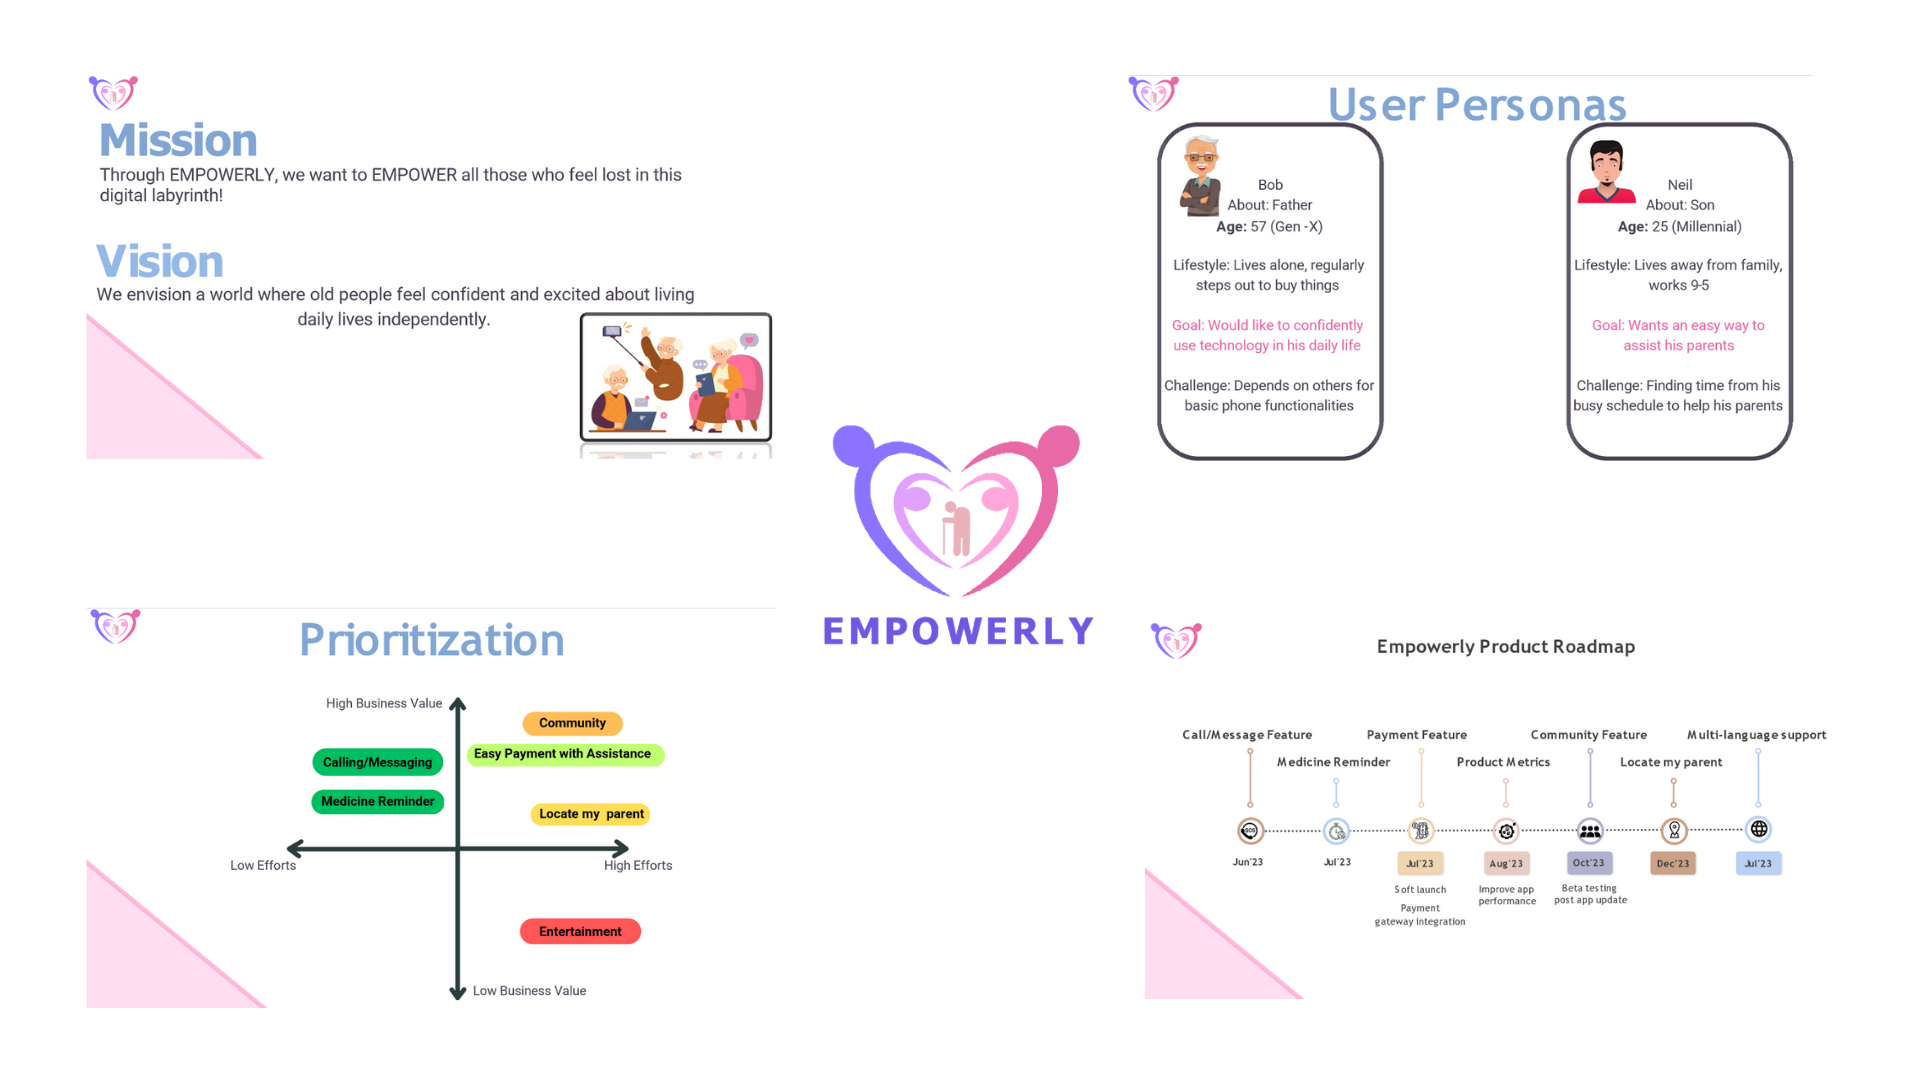 Mission
Through EMPOWERLY, we want to EMPOWER all those who feel lost in this
digital labyrinth!
Vision
We envision a world where old people feel confident and excited about living
daily lives independently.
User Personas
Bob
About: Father
Age: 57 (Gen -X)
Lifestyle: Lives alone, regularly
steps out to buy things
Goal: Would like to confidently
use technology in his daily life
Challenge: Depends on others for
basic phone functionalities
Neil
About: Son
Age: 25 (Millennial)
Lifestyle: Lives away from family,
works 9-5
Goal: Wants an easy way to
assist his parents
Challenge: Finding time from his
busy schedule to help his parents
EMPOWERLY
Prioritization
High Business Value
Community
Easy Payment with Assistance
Calling/Messaging
Medicine Reminder
Locate my parent
Low Efforts
High Efforts
Entertainment
Low Business Value
Empowerly Product Roadmap
Call/Message Feature
Payment Feature
Community Feature
Multi-language support
Medicine Reminder
Product Metrics
Locate my parent
SOS
Jun'23
Jul'23
Jul'23
Aug'23
Oct'23
Dec'23
Jul'23
Soft launch
Payment
gateway integration
Improve app
performance
Beta testing
post app update